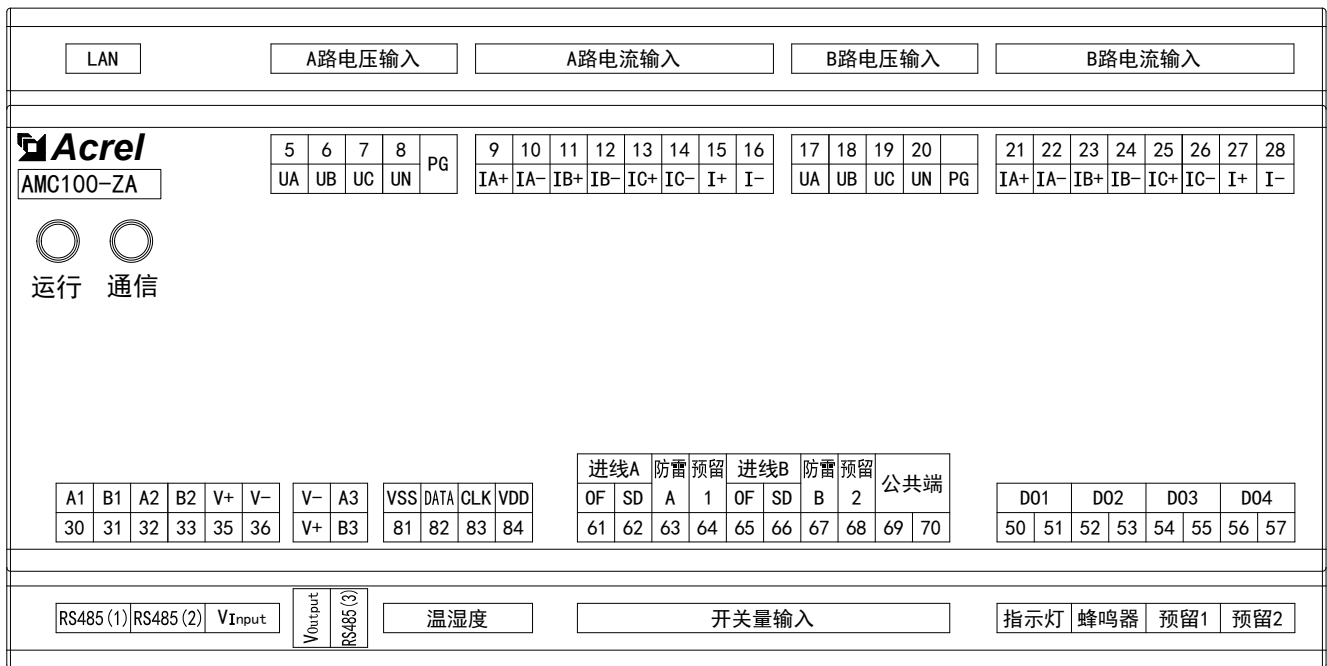 LAN A路电压输入 A路电流输入 B路电压输入 B路电流输入
Acrel
AMC100-ZA
5 6 7 8 PG 9 10 11 12 13 14 15 16 17 18 19 20 21 22 23 24 25 26 27 28
UA UB UC UN IA+ IA- IB+ IB- IC+ IC- I+ I- UA UB UC UN PG IA+ IA- IB+ IB- IC+ IC- I+ I-
运行 通信
进线A 防雷 预留 进线B 防雷 预留 公共端
A1 B1 A2 B2 V+ V- V- A3 VSS DATA CLK VDD OF SD A 1 OF SD B 2 DO1 DO2 DO3 DO4
30 31 32 33 35 36 V+ B3 81 82 83 84 61 62 63 64 65 66 67 68 69 70 50 51 52 53 54 55 56 57
RS485(1) RS485(2) VInput VOutput RS485(3) 温湿度 开关量输入 指示灯 蜂鸣器 预留1 预留2